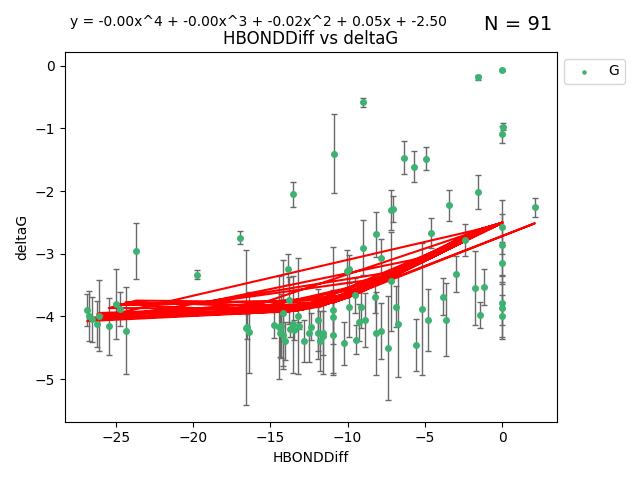 y = -0.00x^4 + -0.00x^3 + -0.02x^2 + 0.05x + -2.50
N = 91
HBONDDiff vs deltaG
G
deltaG
0
−1
−2
−3
−4
−5
−25
−20
−15
−10
−5
0
HBONDDiff